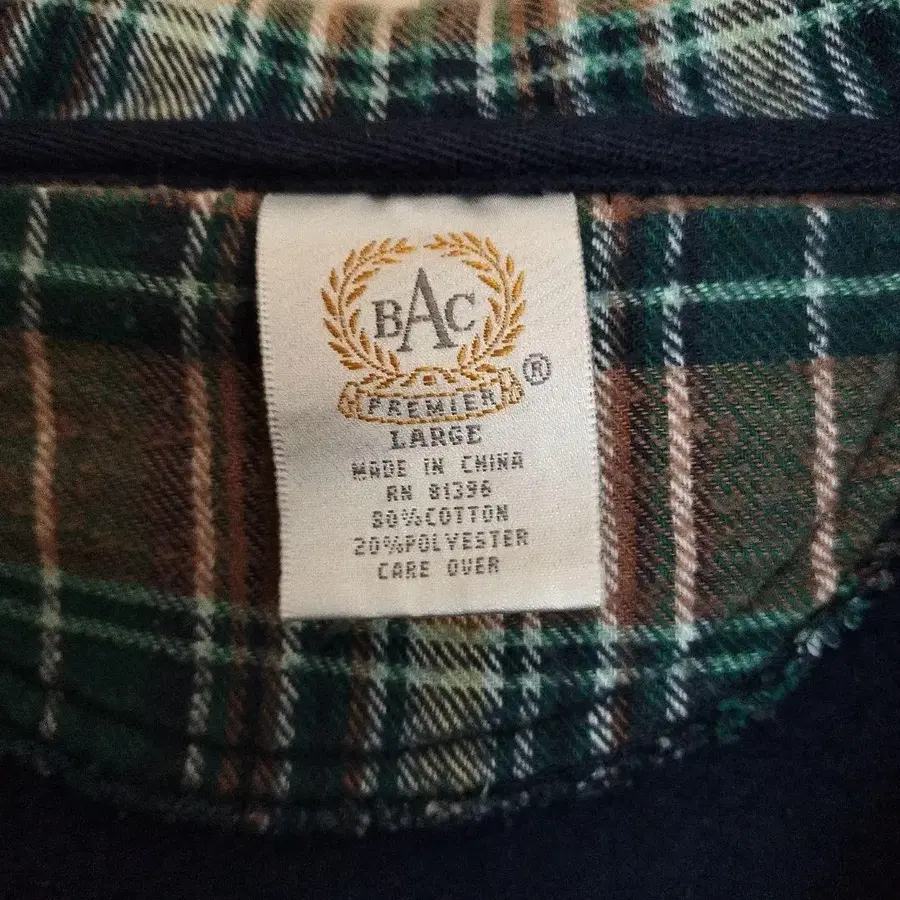 BAC
®
PREMIER
LARGE
MADE IN CHINA
RN 81396
80%COTTON
20%POLYESTER
CARE OVER